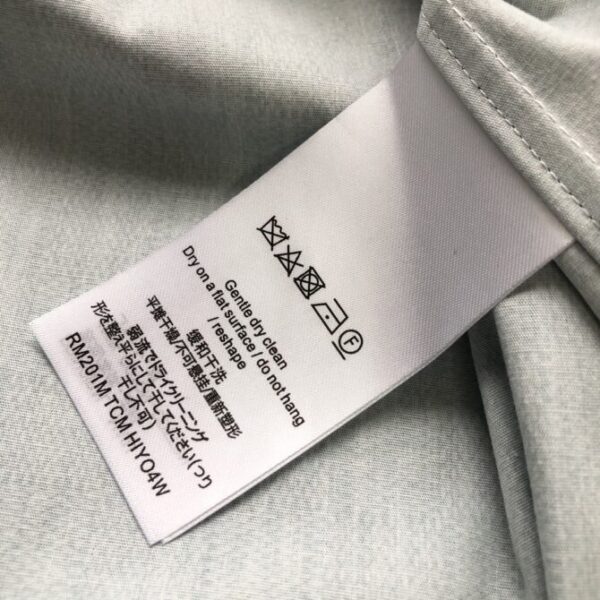 F
Gentle dry clean
Dry on a flat surface / do not hang
/ reshape
缓和干洗
平摊干燥/不可悬挂/重新塑形
弱流でドライクリーニング
形を整え平らにして干してください(つり
干し不可)
RM201M TCM HIYO4W